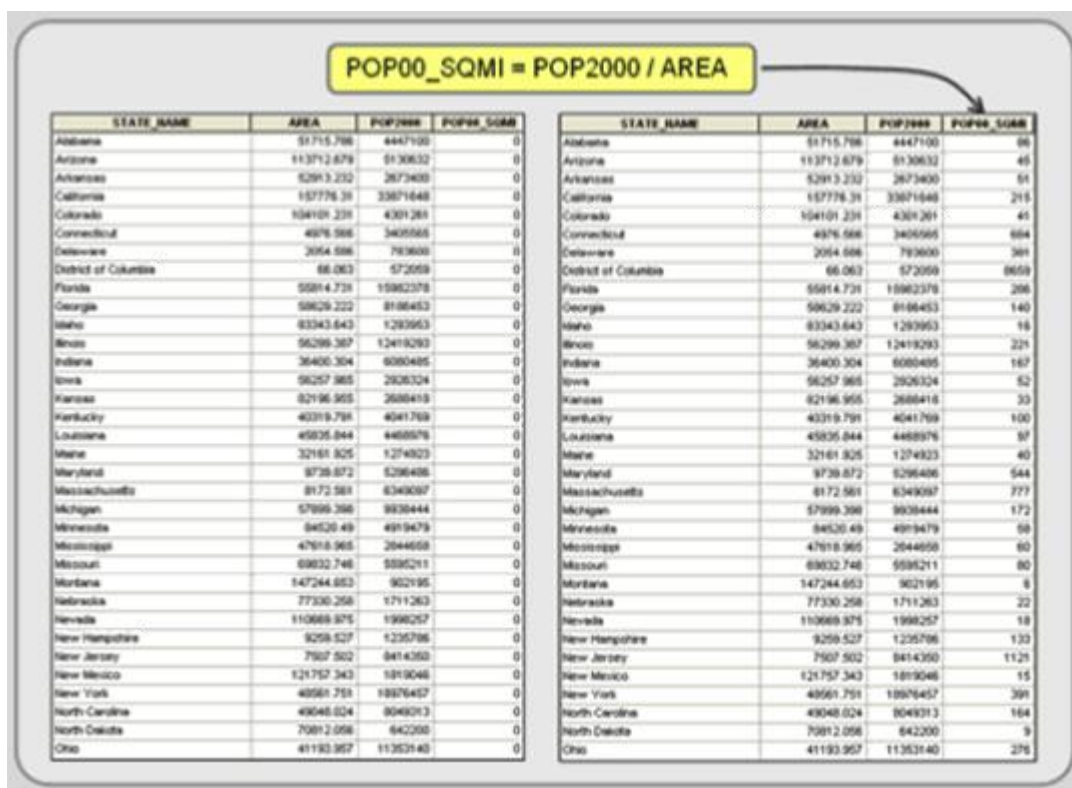 POP00_SQMI = POP2000 / AREA
STATE_NAME AREA POP2000 POP00_SQMI
Alabama 51715.786 4447100 0
Arizona 113712.679 5130632 0
Arkansas 52913.232 2673400 0
California 157776.31 33871648 0
Colorado 104101.231 4301261 0
Connecticut 4976.566 3405565 0
Delaware 2054.586 783600 0
District of Columbia 66.063 572059 0
Florida 55814.731 15982378 0
Georgia 58629.222 8186453 0
Idaho 83343.643 1293953 0
Illinois 56299.387 12419293 0
Indiana 36400.304 6080485 0
Iowa 56257.965 2926324 0
Kansas 82196.955 2688418 0
Kentucky 40319.791 4041769 0
Louisiana 45835.844 4468976 0
Maine 32161.925 1274923 0
Maryland 9739.872 5296486 0
Massachusetts 8172.561 6349097 0
Michigan 57899.398 9938444 0
Minnesota 84520.49 4919479 0
Mississippi 47618.965 2844658 0
Missouri 69832.746 5595211 0
Montana 147244.653 902195 0
Nebraska 77330.258 1711263 0
Nevada 110669.975 1998257 0
New Hampshire 9259.527 1235786 0
New Jersey 7507.502 8414350 0
New Mexico 121757.343 1819046 0
New York 48561.751 18976457 0
North Carolina 49048.024 8049313 0
North Dakota 70812.056 642200 0
Ohio 41193.957 11353140 0
STATE_NAME AREA POP2000 POP00_SQMI
Alabama 51715.786 4447100 86
Arizona 113712.679 5130632 45
Arkansas 52913.232 2673400 51
California 157776.31 33871648 215
Colorado 104101.231 4301261 41
Connecticut 4976.566 3405565 684
Delaware 2054.586 783600 381
District of Columbia 66.063 572059 8659
Florida 55814.731 15982378 286
Georgia 58629.222 8186453 140
Idaho 83343.643 1293953 16
Illinois 56299.387 12419293 221
Indiana 36400.304 6080485 167
Iowa 56257.965 2926324 52
Kansas 82196.955 2688418 33
Kentucky 40319.791 4041769 100
Louisiana 45835.844 4468976 97
Maine 32161.925 1274923 40
Maryland 9739.872 5296486 544
Massachusetts 8172.561 6349097 777
Michigan 57899.398 9938444 172
Minnesota 84520.49 4919479 58
Mississippi 47618.965 2844658 60
Missouri 69832.746 5595211 80
Montana 147244.653 902195 6
Nebraska 77330.258 1711263 22
Nevada 110669.975 1998257 18
New Hampshire 9259.527 1235786 133
New Jersey 7507.502 8414350 1121
New Mexico 121757.343 1819046 15
New York 48561.751 18976457 391
North Carolina 49048.024 8049313 164
North Dakota 70812.056 642200 9
Ohio 41193.957 11353140 276